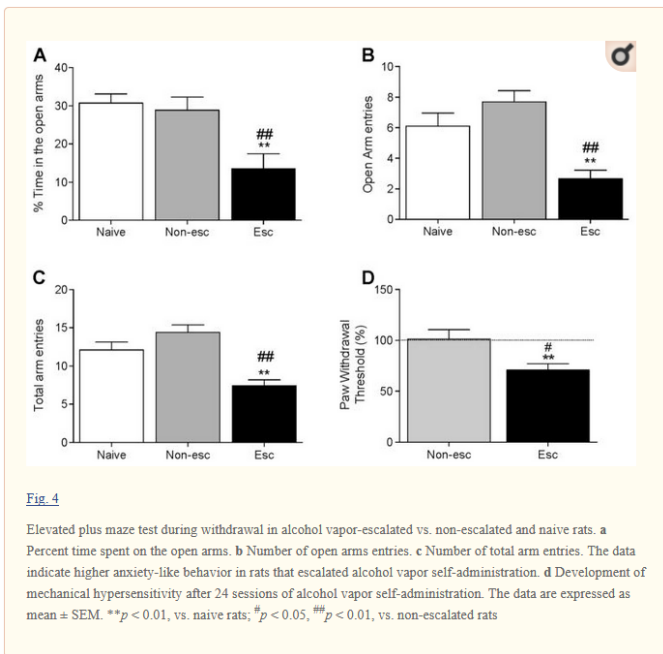 A
40
30
20
10
0
% Time in the open arms
##
**
Naive
Non-esc
Esc
B
10
8
6
4
2
0
Open Arm entries
##
**
Naive
Non-esc
Esc
C
20
15
10
5
0
Total arm entries
##
**
Naive
Non-esc
Esc
D
150
100
50
0
Paw Withdrawal
Threshold (%)
#
**
Non-esc
Esc
Fig. 4
Elevated plus maze test during withdrawal in alcohol vapor-escalated vs. non-escalated and naive rats. a
Percent time spent on the open arms. b Number of open arms entries. c Number of total arm entries. The data
indicate higher anxiety-like behavior in rats that escalated alcohol vapor self-administration. d Development of
mechanical hypersensitivity after 24 sessions of alcohol vapor self-administration. The data are expressed as
mean ± SEM. **p < 0.01, vs. naive rats; #p < 0.05, ##p < 0.01, vs. non-escalated rats